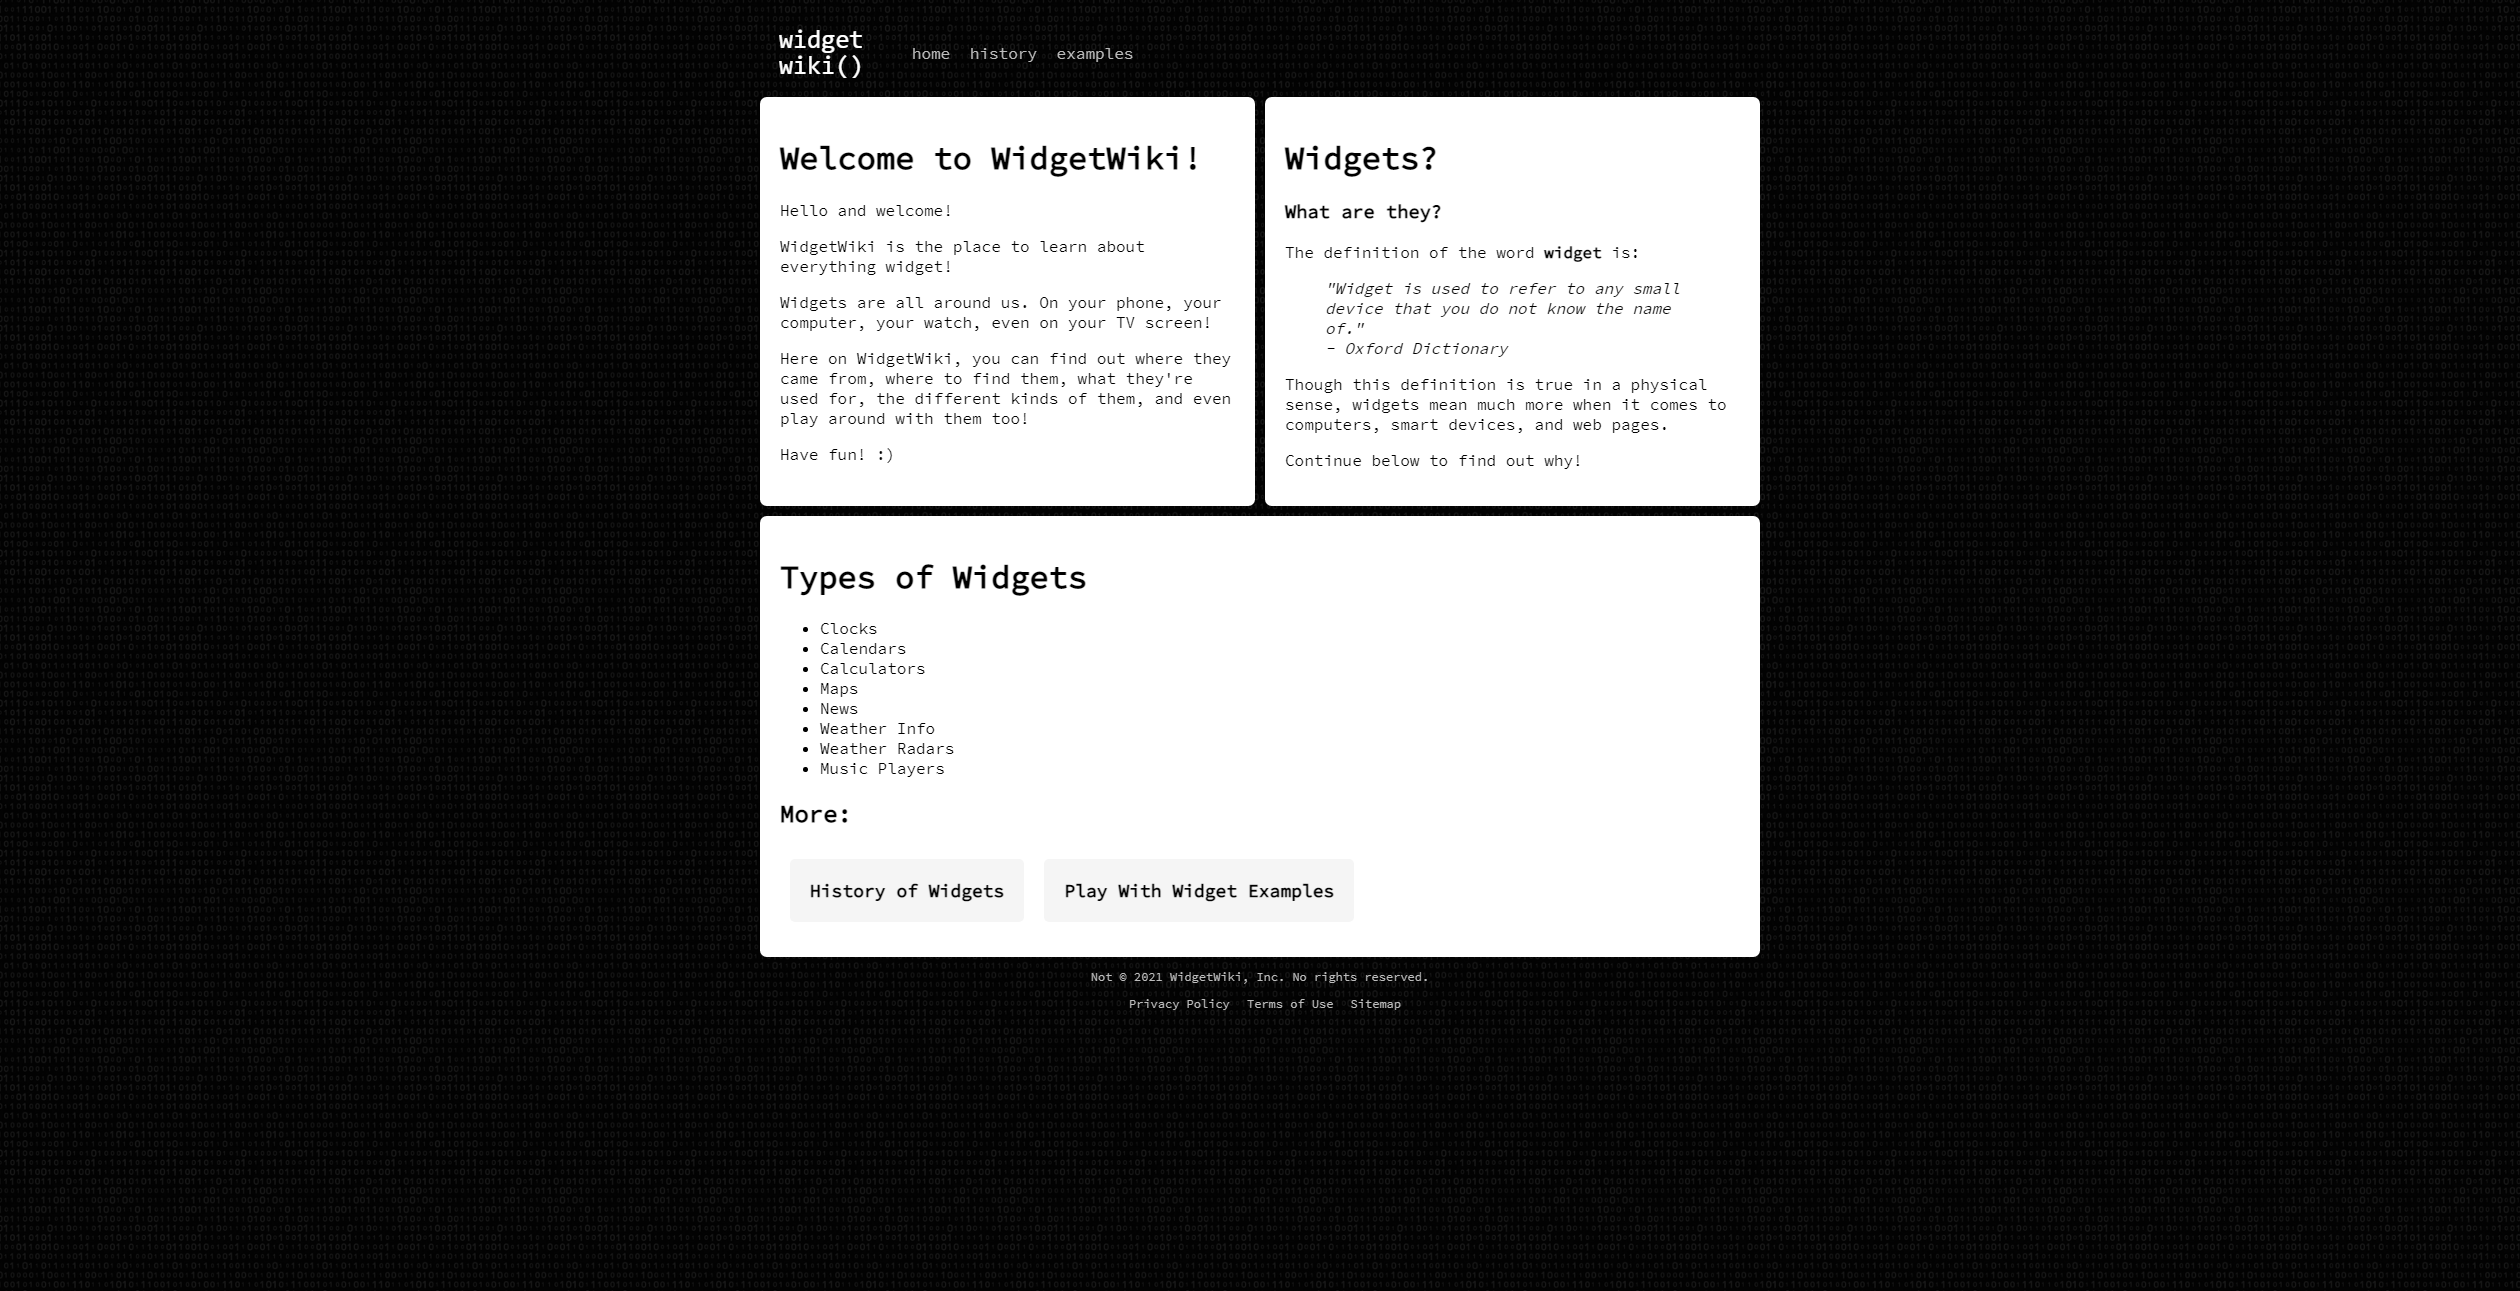 widget
wiki()
home history examples
Welcome to WidgetWiki!
Hello and welcome!
WidgetWiki is the place to learn about
everything widget!
Widgets are all around us. On your phone, your
computer, your watch, even on your TV screen!
Here on WidgetWiki, you can find out where they
came from, where to find them, what they're
used for, the different kinds of them, and even
play around with them too!
Have fun! :)
Widgets?
What are they?
The definition of the word widget is:
"Widget is used to refer to any small
device that you do not know the name
of."
- Oxford Dictionary
Though this definition is true in a physical
sense, widgets mean much more when it comes to
computers, smart devices, and web pages.
Continue below to find out why!
Types of Widgets
• Clocks
• Calendars
• Calculators
• Maps
• News
• Weather Info
• Weather Radars
• Music Players
More:
History of Widgets
Play With Widget Examples
Not © 2021 WidgetWiki, Inc. No rights reserved.
Privacy Policy Terms of Use Sitemap